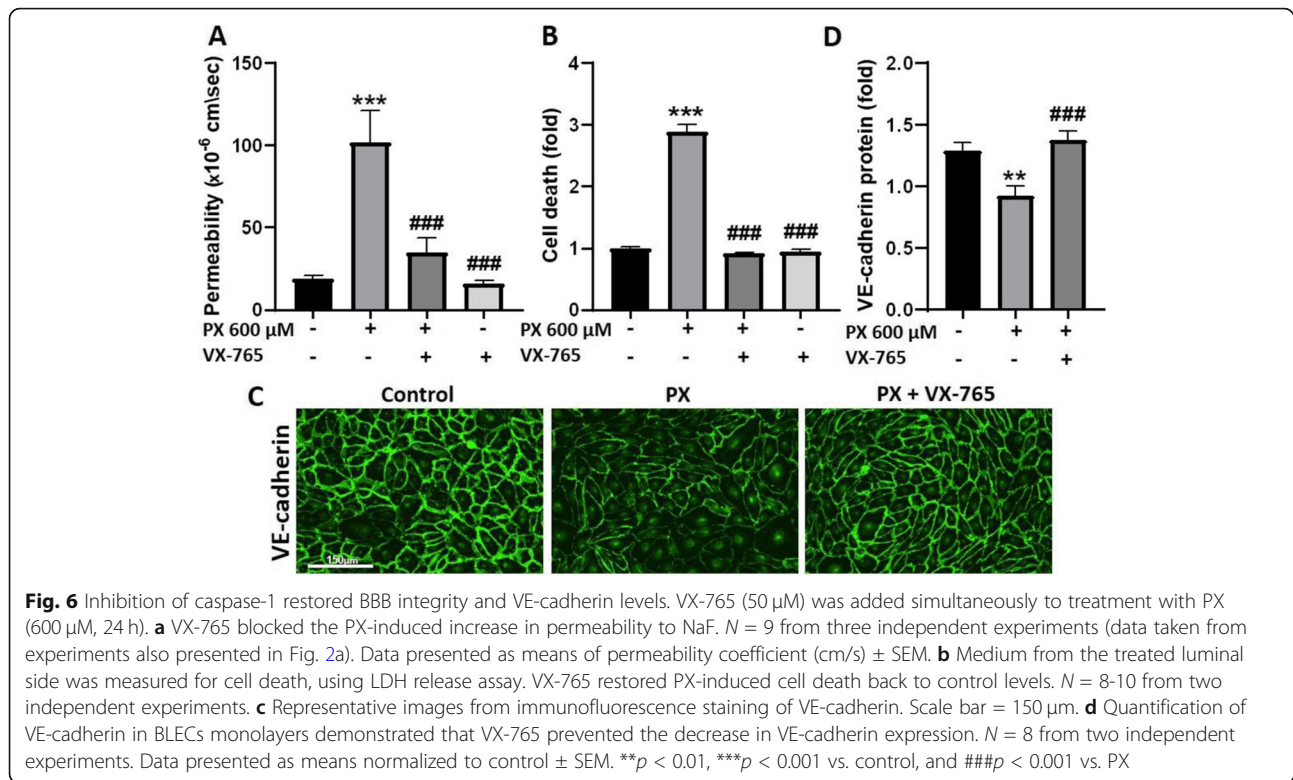 A
B
D
Permeability (x10⁻⁶ cm\sec)
150
100
50
0
***
###
###
PX 600 µM - + + -
VX-765 - - + +
Cell death (fold)
4
3
2
1
0
***
###
###
PX 600 µM - + + -
VX-765 - - + +
VE-cadherin protein (fold)
2.0
1.5
1.0
0.5
0.0
**
###
PX 600 µM - + +
VX-765 - - +
C
Control
PX
PX + VX-765
VE-cadherin
150µm
Fig. 6 Inhibition of caspase-1 restored BBB integrity and VE-cadherin levels. VX-765 (50 µM) was added simultaneously to treatment with PX
(600 µM, 24 h). a VX-765 blocked the PX-induced increase in permeability to NaF. N = 9 from three independent experiments (data taken from
experiments also presented in Fig. 2a). Data presented as means of permeability coefficient (cm/s) ± SEM. b Medium from the treated luminal
side was measured for cell death, using LDH release assay. VX-765 restored PX-induced cell death back to control levels. N = 8-10 from two
independent experiments. c Representative images from immunofluorescence staining of VE-cadherin. Scale bar = 150 µm. d Quantification of
VE-cadherin in BLECs monolayers demonstrated that VX-765 prevented the decrease in VE-cadherin expression. N = 8 from two independent
experiments. Data presented as means normalized to control ± SEM. **p < 0.01, ***p < 0.001 vs. control, and ###p < 0.001 vs. PX